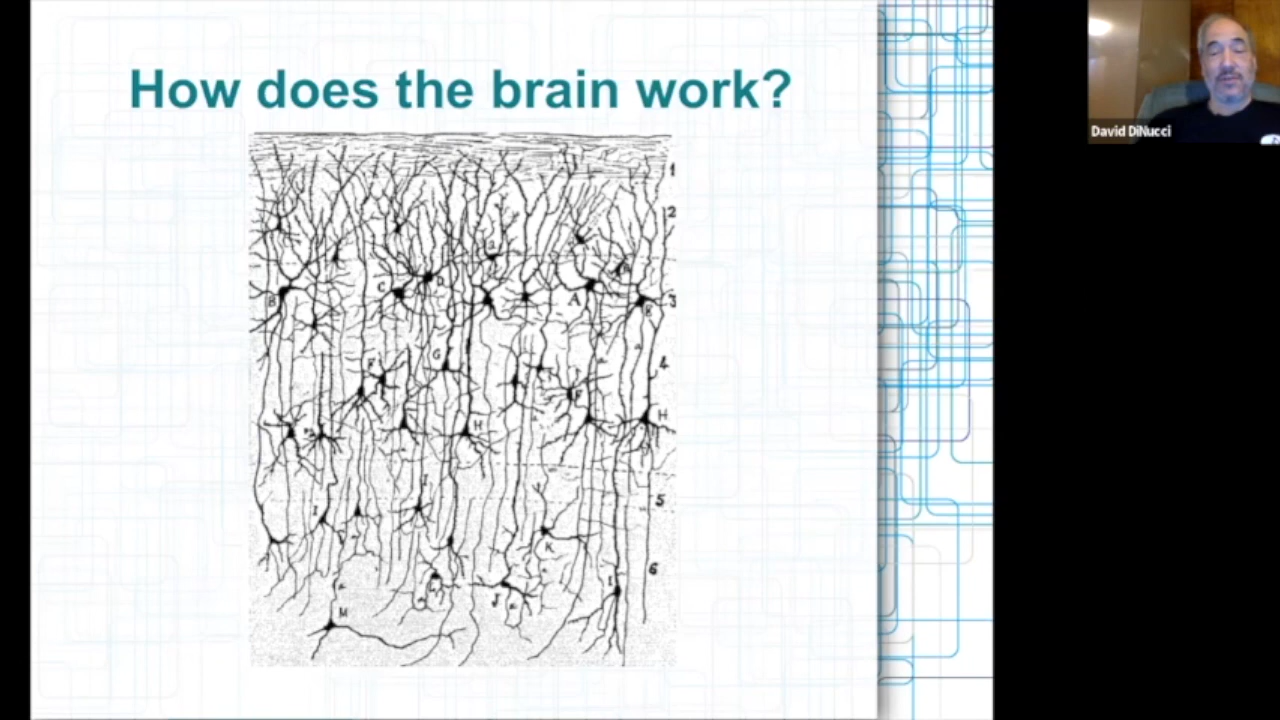 How does the brain work?
David DiNucci
1
2
B
C
D
A
3
E
F
G
4
F
H
H
I
I
5
K
6
L
J
I
M